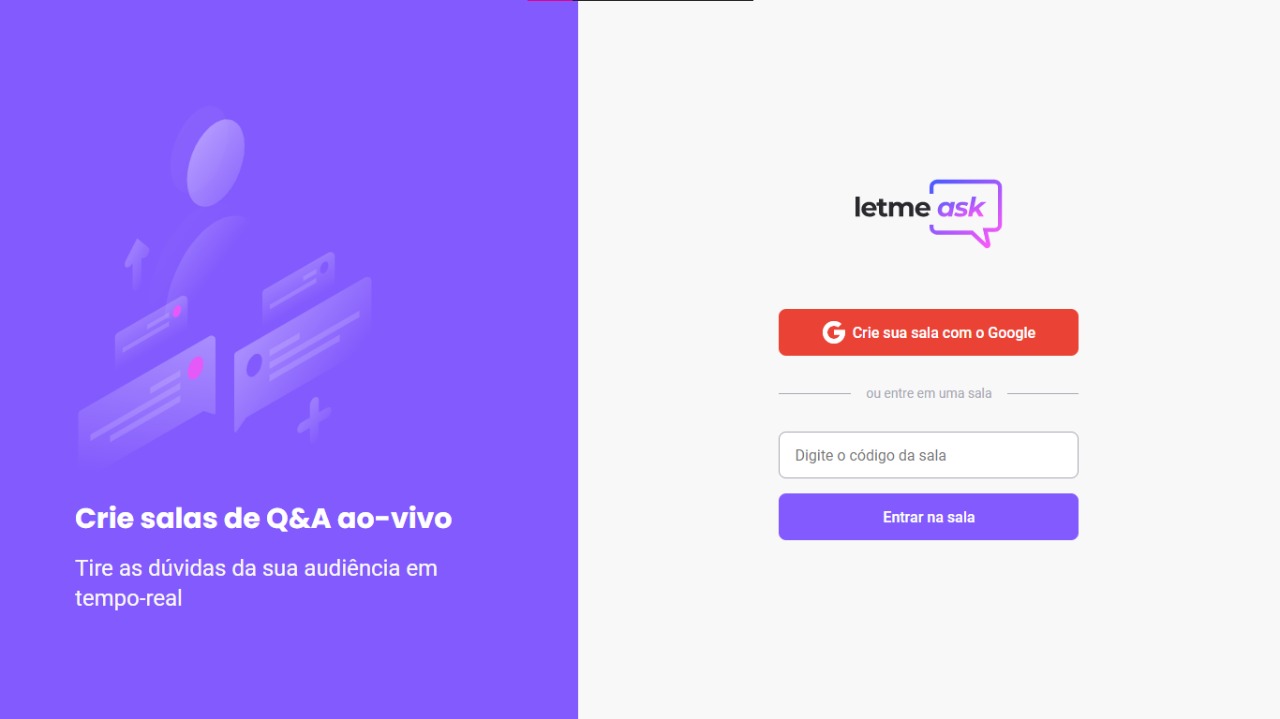 Crie salas de Q&A ao-vivo
Tire as dúvidas da sua audiência em
tempo-real
letme ask
Crie sua sala com o Google
ou entre em uma sala
Digite o código da sala
Entrar na sala